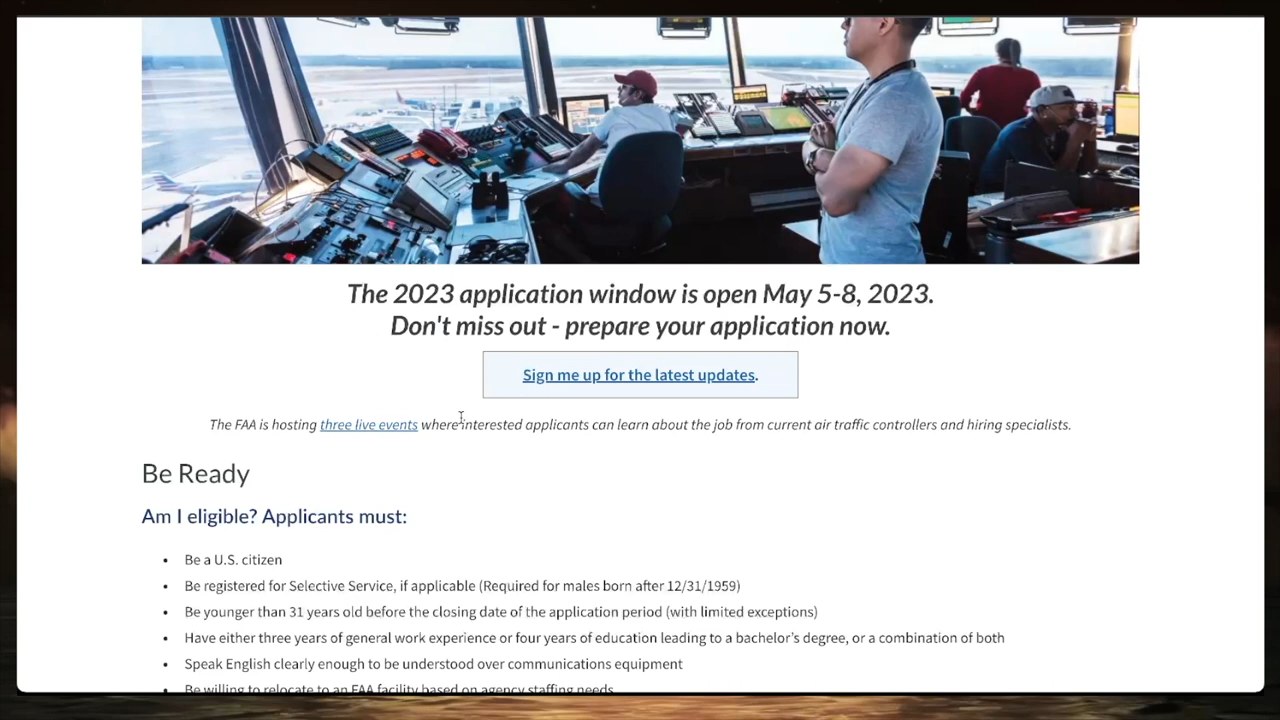 The 2023 application window is open May 5-8, 2023.
Don't miss out - prepare your application now.
Sign me up for the latest updates.
The FAA is hosting three live events where interested applicants can learn about the job from current air traffic controllers and hiring specialists.
Be Ready
Am I eligible? Applicants must:
• Be a U.S. citizen
• Be registered for Selective Service, if applicable (Required for males born after 12/31/1959)
• Be younger than 31 years old before the closing date of the application period (with limited exceptions)
• Have either three years of general work experience or four years of education leading to a bachelor’s degree, or a combination of both
• Speak English clearly enough to be understood over communications equipment
• Be willing to relocate to an FAA facility based on agency staffing needs